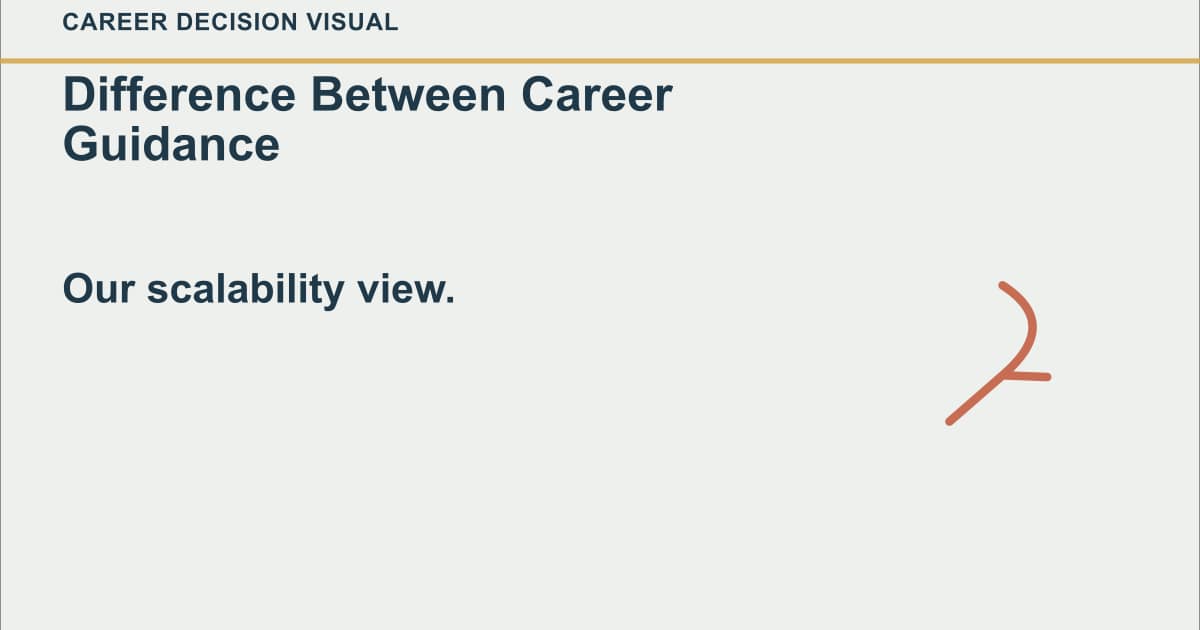 CAREER DECISION VISUAL
Difference Between Career
Guidance
Our scalability view.